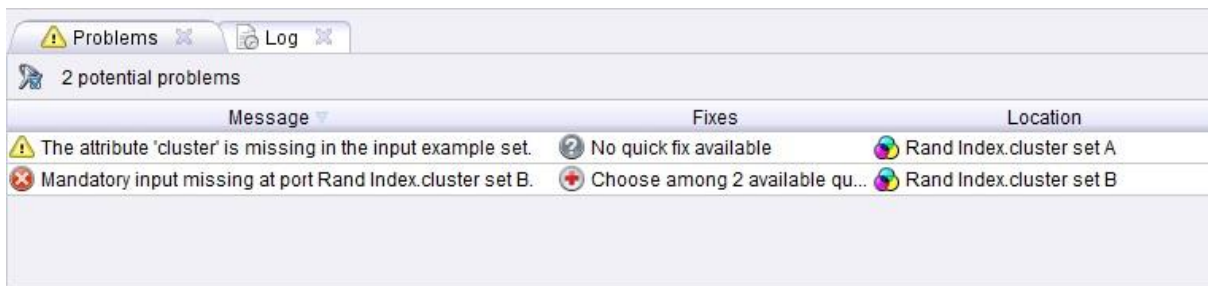 Problems Log
2 potential problems
Message Fixes Location
The attribute 'cluster' is missing in the input example set. No quick fix available Rand Index.cluster set A
Mandatory input missing at port Rand Index.cluster set B. Choose among 2 available qu... Rand Index.cluster set B